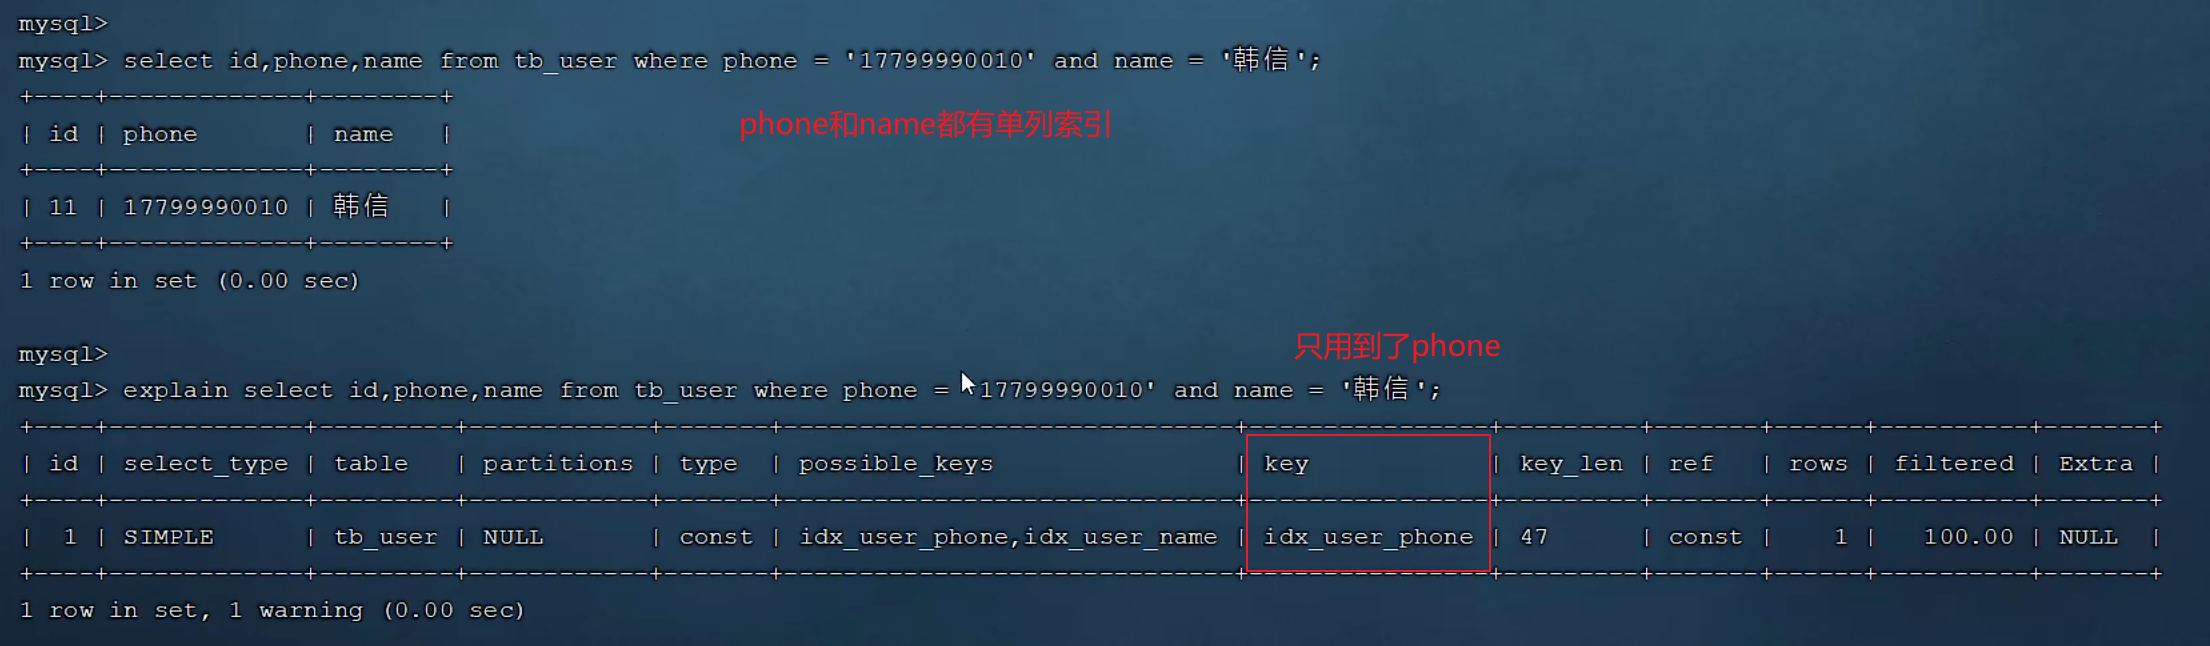 mysql>
mysql> select id,phone,name from tb_user where phone = '17799990010' and name = '韩信';
+----+-------------+--------+
phone和name都有单列索引
| id | phone       | name   |
+----+-------------+--------+
| 11 | 17799990010 | 韩信   |
+----+-------------+--------+
1 row in set (0.00 sec)
只用到了phone
mysql>
mysql> explain select id,phone,name from tb_user where phone = '17799990010' and name = '韩信';
+----+-------------+---------+------------+-------+------------------------------+----------------+---------+-------+------+----------+-------+
| id | select_type | table   | partitions | type  | possible_keys                | key            | key_len | ref   | rows | filtered | Extra |
+----+-------------+---------+------------+-------+------------------------------+----------------+---------+-------+------+----------+-------+
|  1 | SIMPLE      | tb_user | NULL       | const | idx_user_phone,idx_user_name | idx_user_phone | 47      | const |    1 |   100.00 | NULL  |
+----+-------------+---------+------------+-------+------------------------------+----------------+---------+-------+------+----------+-------+
1 row in set, 1 warning (0.00 sec)